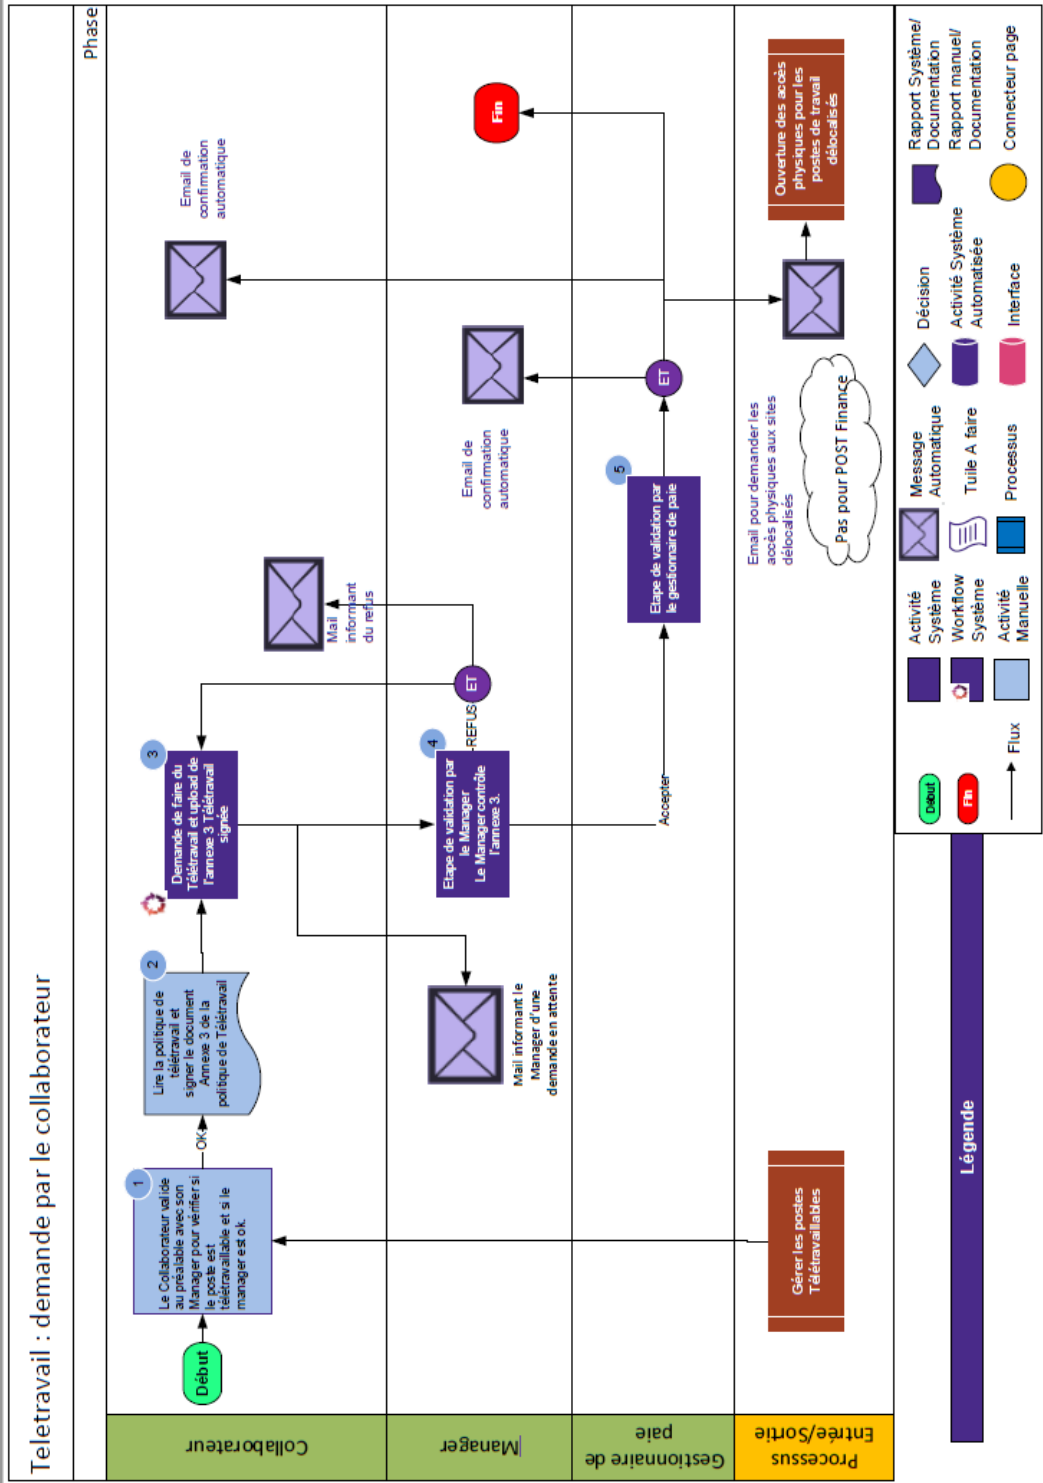 Teletravail : demande par le collaborateur
Phase
Collaborateur
Manager
Gestionnaire de
paie
Processus
Entrée/Sortie
Début
1
Le Collaborateur valide
au préalable avec son
Manager pour vérifier si
le poste est
télétravaillable et si le
manager est ok.
OK
2
Lire la politique de
télétravail et
signer le document
Annexe 3 de la
politique de Télétravail
3
Demande de faire du
Télétravail et upload de
l'annexe 3 Télétravail
signée
Mail informant le
Manager d'une
demande en attente
4
Etape de validation par
le Manager
Le Manager contrôle
l'annexe 3.
REFUS
ET
Mail
informant
du refus
Accepter
5
Etape de validation par
le gestionnaire de paie
ET
Email de
confirmation
automatique
Email de
confirmation
automatique
Fin
Email pour demander les
accès physiques aux sites
délocalisés
Pas pour POST Finance
Ouverture des accès
physiques pour les
postes de travail
délocalisés
Gérer les postes
Télétravaillables
Légende
Début
Fin
Flux
Activité
Système
Workflow
Système
Activité
Manuelle
Message
Automatique
Tuile A faire
Processus
Décision
Activité Système
Automatisée
Interface
Rapport Système/
Documentation
Rapport manuel/
Documentation
Connecteur page